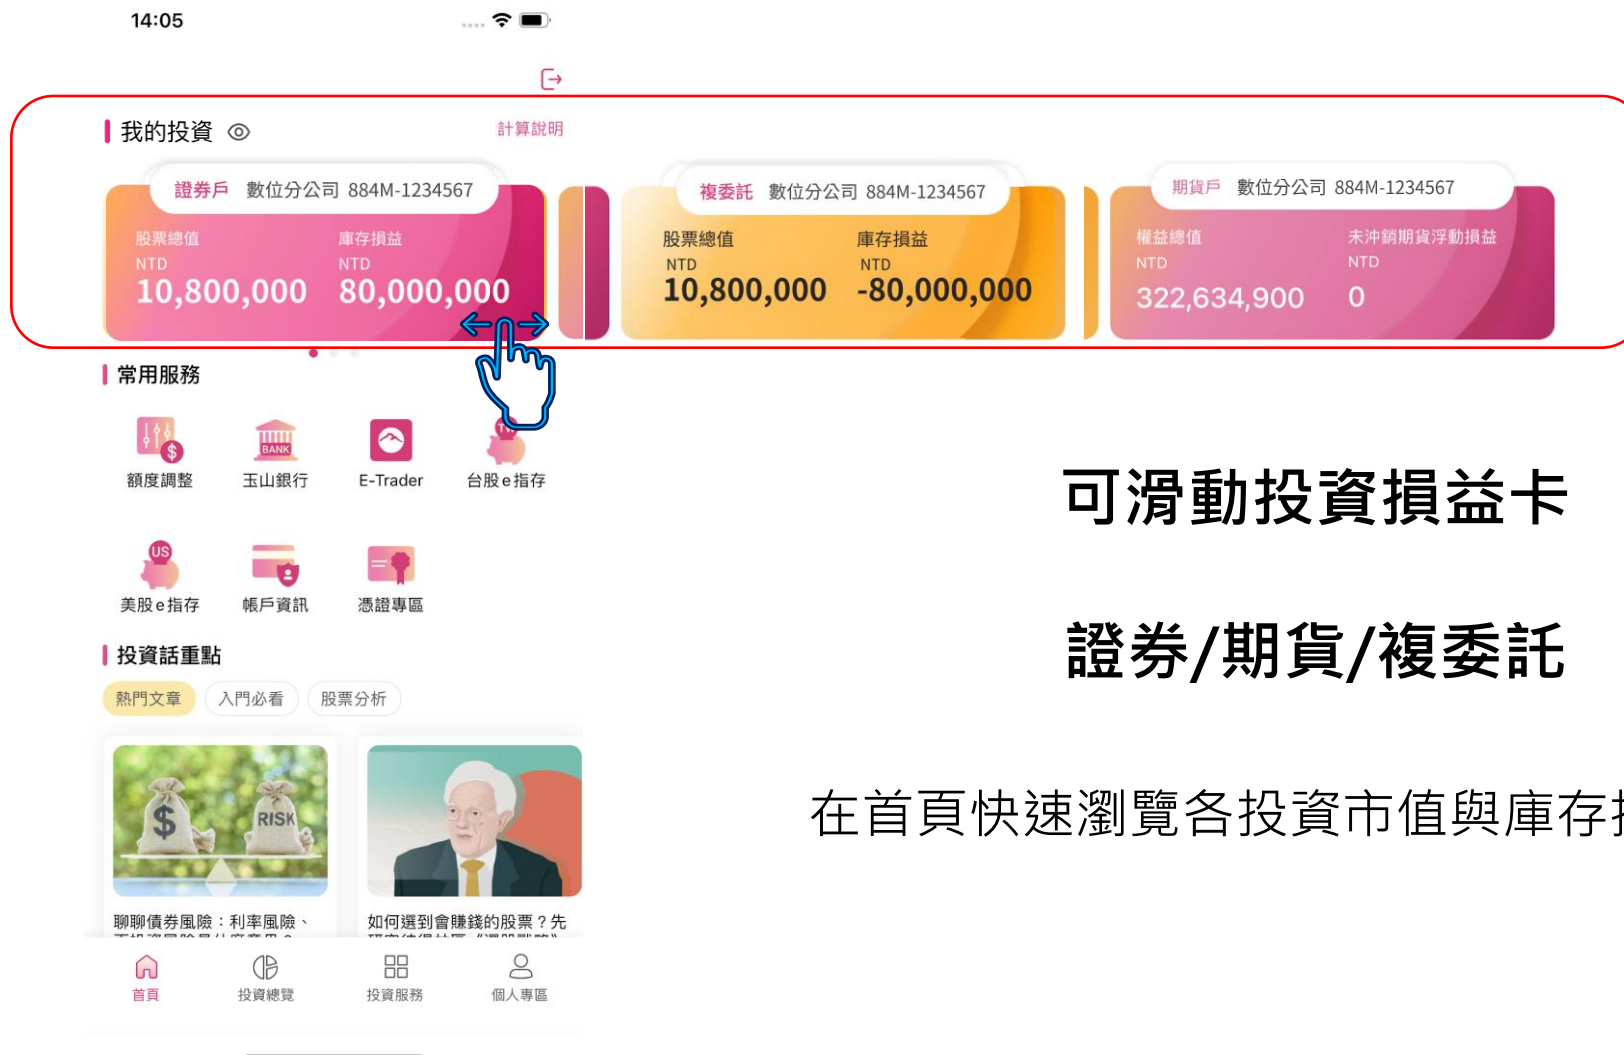 14:05
我的投資
計算說明
證券戶 數位分公司 884M-1234567
股票總值 庫存損益
NTD NTD
10,800,000 80,000,000
複委託 數位分公司 884M-1234567
股票總值 庫存損益
NTD NTD
10,800,000 -80,000,000
期貨戶 數位分公司 884M-1234567
權益總值 未沖銷期貨浮動損益
NTD NTD
322,634,900 0
常用服務
$
BANK
額度調整 玉山銀行 E-Trader 台股e指存
US
美股e指存 帳戶資訊 憑證專區
投資話重點
熱門文章 入門必看 股票分析
$ RISK
聊聊債券風險：利率風險、
如何選到會賺錢的股票？先
首頁 投資總覽 投資服務 個人專區
可滑動投資損益卡
證券/期貨/複委託
在首頁快速瀏覽各投資市值與庫存